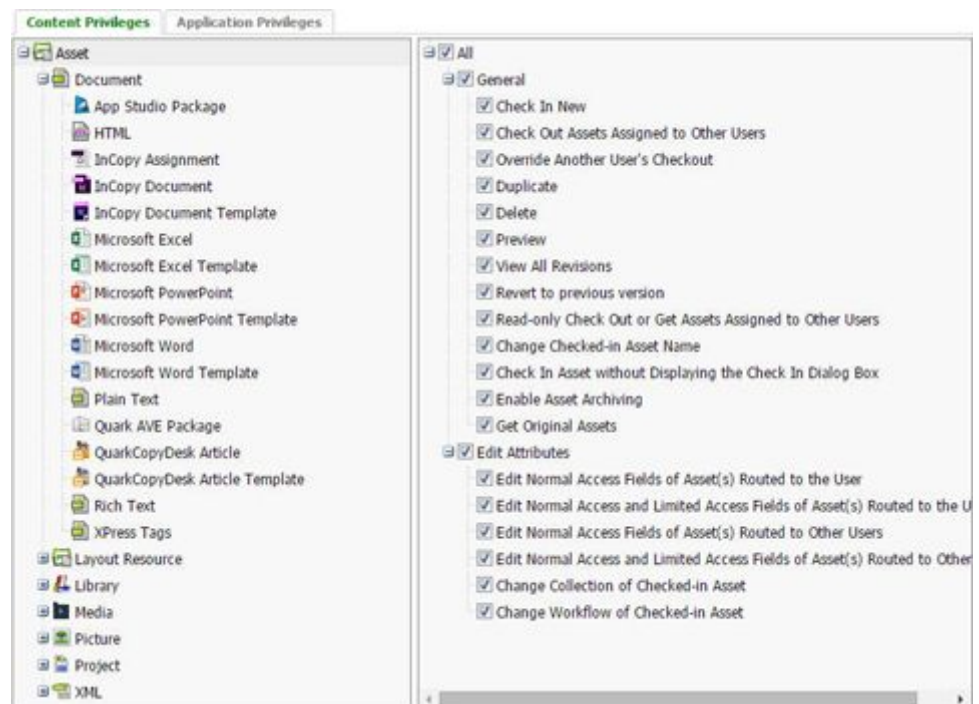 Content Privileges
Application Privileges
Asset
Document
App Studio Package
HTML
InCopy Assignment
InCopy Document
InCopy Document Template
Microsoft Excel
Microsoft Excel Template
Microsoft PowerPoint
Microsoft PowerPoint Template
Microsoft Word
Microsoft Word Template
Plain Text
Quark AVE Package
QuarkCopyDesk Article
QuarkCopyDesk Article Template
Rich Text
XPress Tags
Layout Resource
Library
Media
Picture
Project
XML
All
General
Check In New
Check Out Assets Assigned to Other Users
Override Another User's Checkout
Duplicate
Delete
Preview
View All Revisions
Revert to previous version
Read-only Check Out or Get Assets Assigned to Other Users
Change Checked-in Asset Name
Check In Asset without Displaying the Check In Dialog Box
Enable Asset Archiving
Get Original Assets
Edit Attributes
Edit Normal Access Fields of Asset(s) Routed to the User
Edit Normal Access and Limited Access Fields of Asset(s) Routed to the U
Edit Normal Access Fields of Asset(s) Routed to Other Users
Edit Normal Access and Limited Access Fields of Asset(s) Routed to Other
Change Collection of Checked-in Asset
Change Workflow of Checked-in Asset